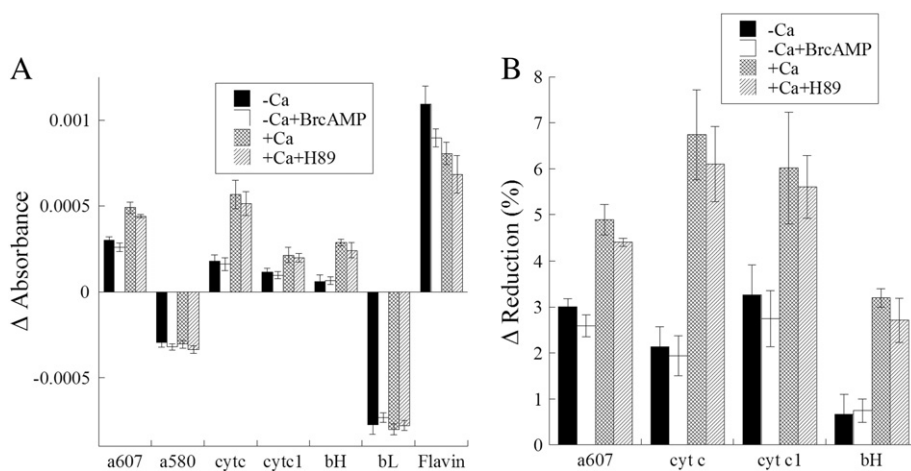 A
-Ca
-Ca+BrcAMP
+Ca
+Ca+H89
Δ Absorbance
0.001
0.0005
0
-0.0005
a607 a580 cytc cytc1 bH bL Flavin
B
-Ca
-Ca+BrcAMP
+Ca
+Ca+H89
Δ Reduction (%)
8
7
6
5
4
3
2
1
0
a607 cyt c cyt c1 bH